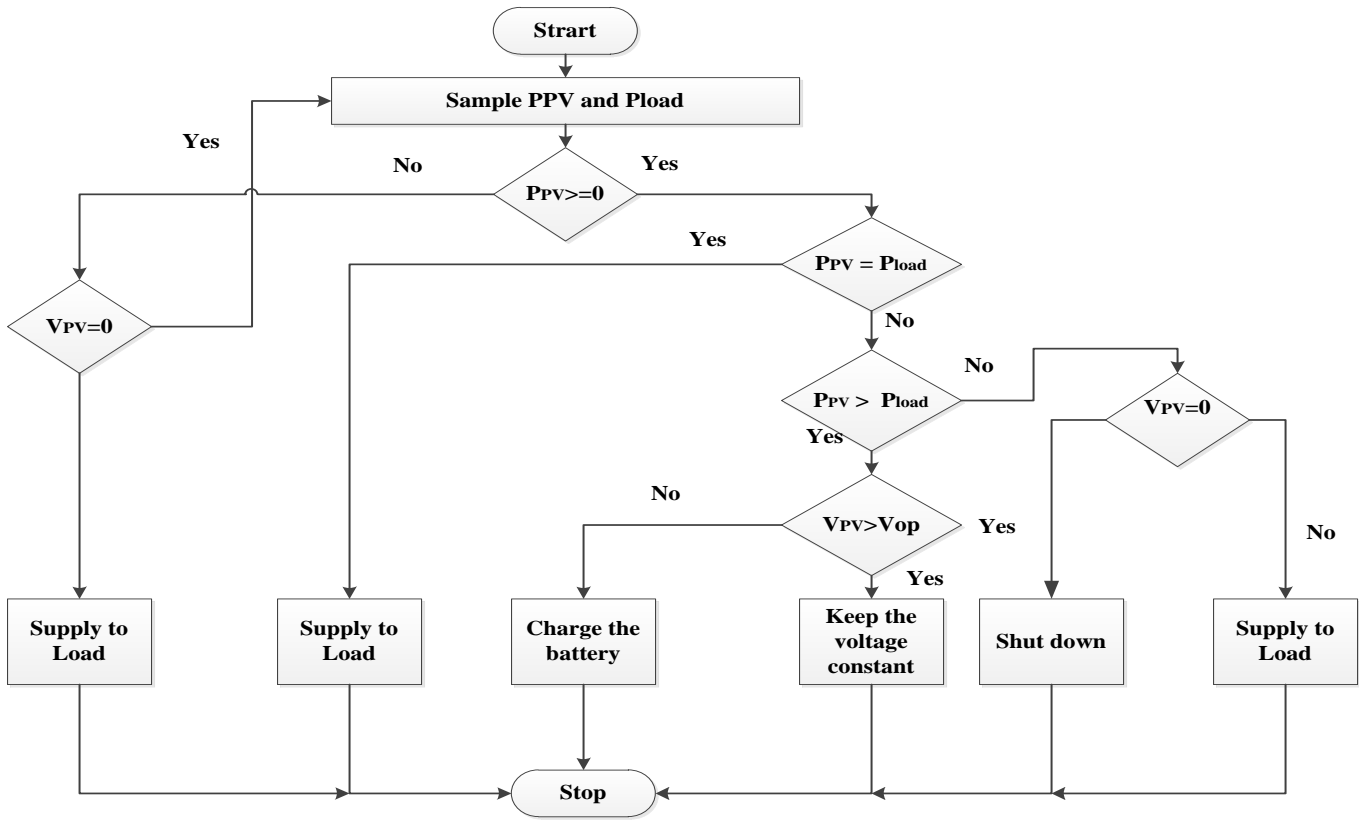 Strart
Sample PPV and Pload
Yes
No
Yes
PPV>=0
Yes
PPV = Pload
VPV=0
No
No
PPV > Pload
VPV=0
Yes
No
VPV>Vop
Yes
No
Yes
Supply to
Load
Supply to
Load
Charge the
battery
Keep the
voltage
constant
Shut down
Supply to
Load
Stop